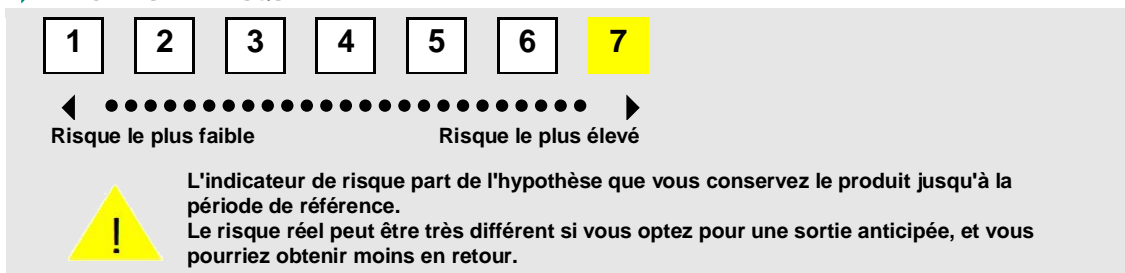 1 2 3 4 5 6 7
Risque le plus faible Risque le plus élevé
L'indicateur de risque part de l'hypothèse que vous conservez le produit jusqu'à la
période de référence.
Le risque réel peut être très différent si vous optez pour une sortie anticipée, et vous
pourriez obtenir moins en retour.
!